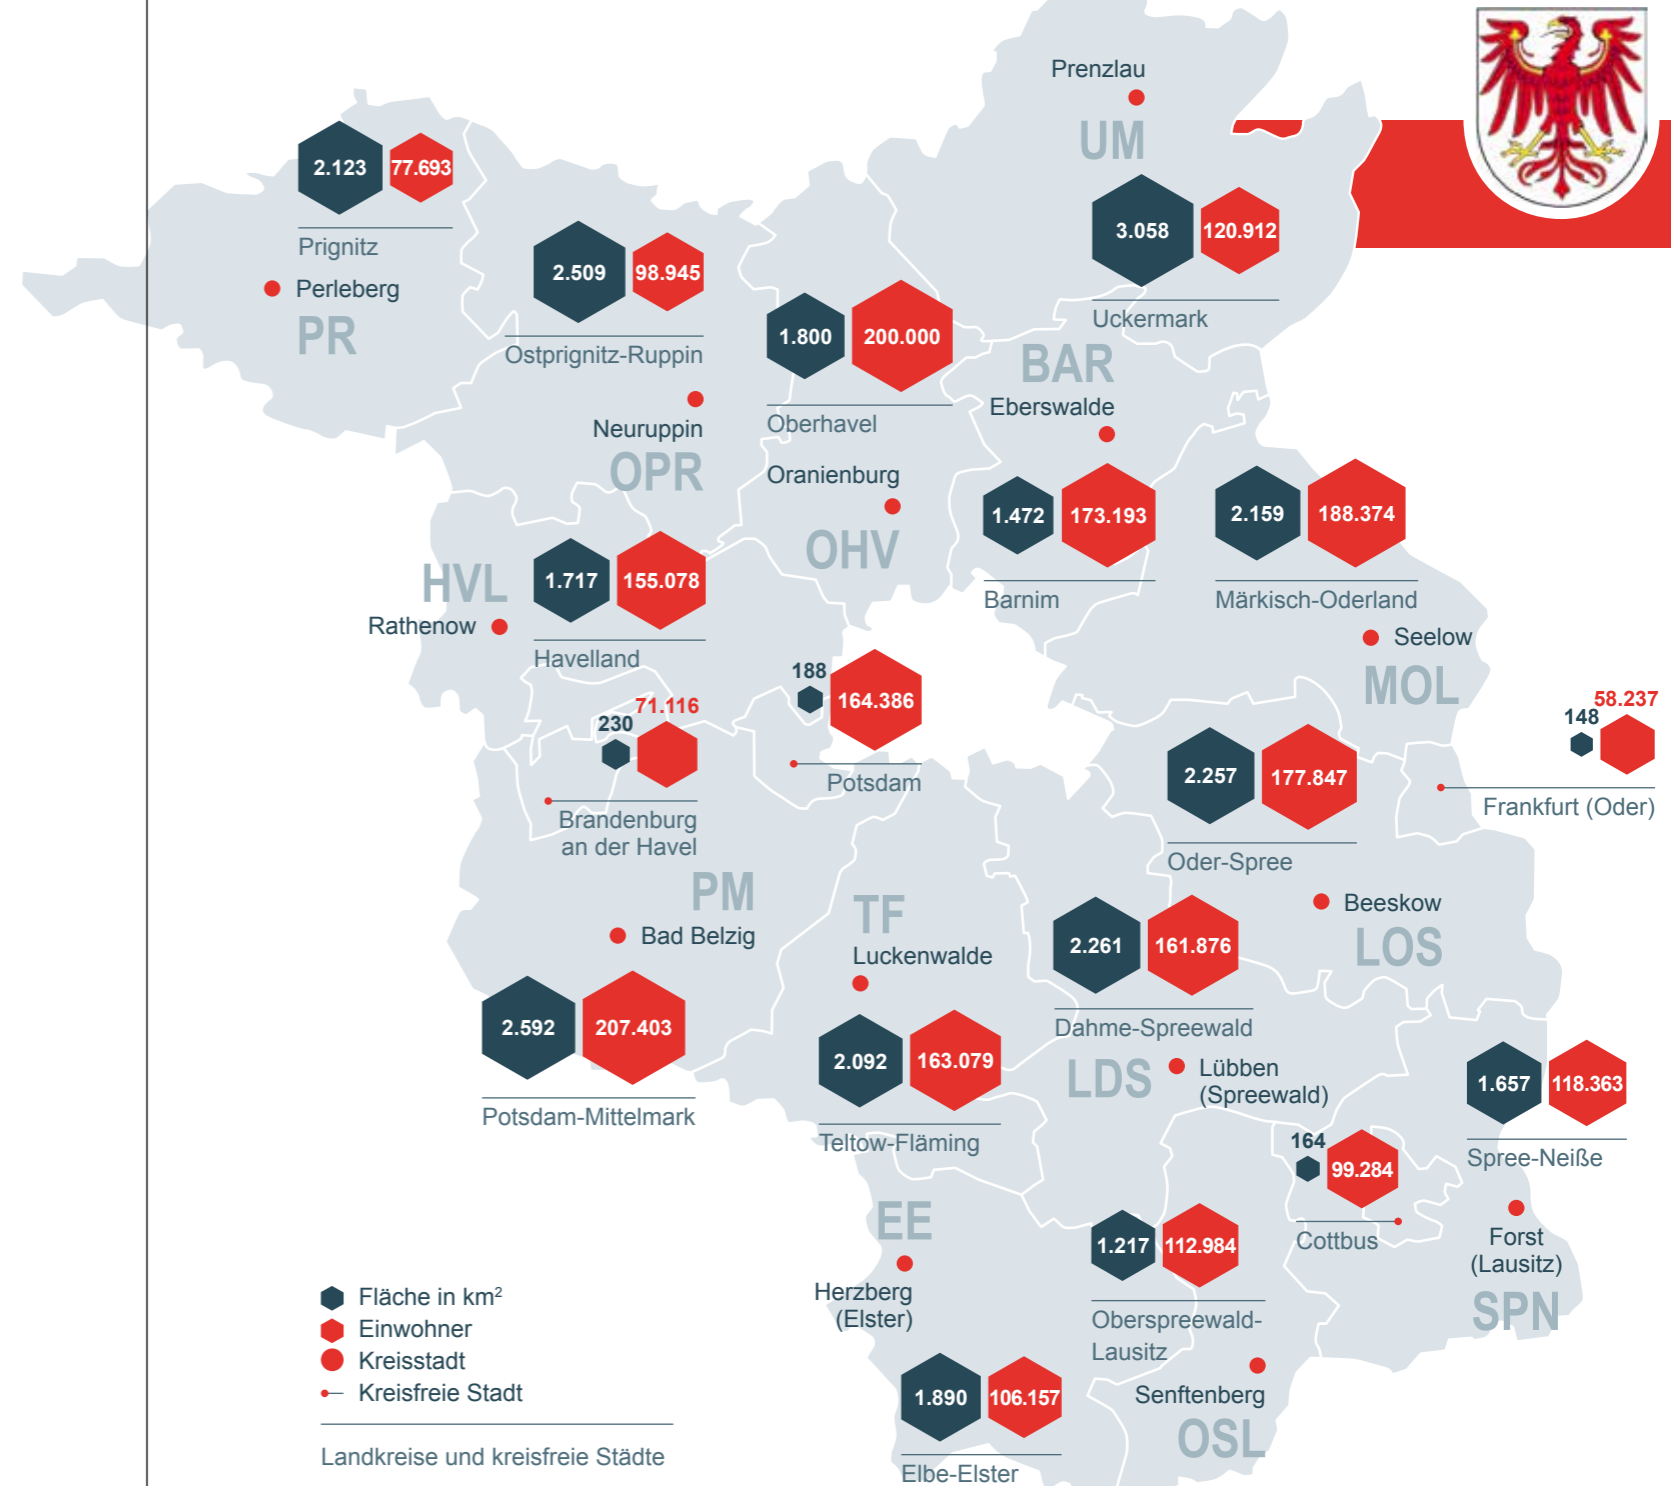 Prenzlau
UM
3.058
120.912
Uckermark
2.123
77.693
Prignitz
Perleberg
PR
2.509
98.945
Ostprignitz-Ruppin
Neuruppin
OPR
1.800
200.000
Oberhavel
Oranienburg
OHV
BAR
Eberswalde
1.472
173.193
Barnim
2.159
188.374
Märkisch-Oderland
Seelow
MOL
HVL
Rathenow
1.717
155.078
Havelland
188
164.386
Potsdam
230
71.116
Brandenburg
an der Havel
148
58.237
Frankfurt (Oder)
2.257
177.847
Oder-Spree
Beeskow
LOS
PM
Bad Belzig
2.592
207.403
Potsdam-Mittelmark
TF
Luckenwalde
2.092
163.079
Teltow-Fläming
2.261
161.876
Dahme-Spreewald
LDS
Lübben
(Spreewald)
1.657
118.363
Spree-Neiße
Forst
(Lausitz)
SPN
164
99.284
Cottbus
EE
Herzberg
(Elster)
1.890
106.157
Elbe-Elster
1.217
112.984
Oberspreewald-
Lausitz
Senftenberg
OSL
Fläche in km²
Einwohner
Kreisstadt
Kreisfreie Stadt
Landkreise und kreisfreie Städte